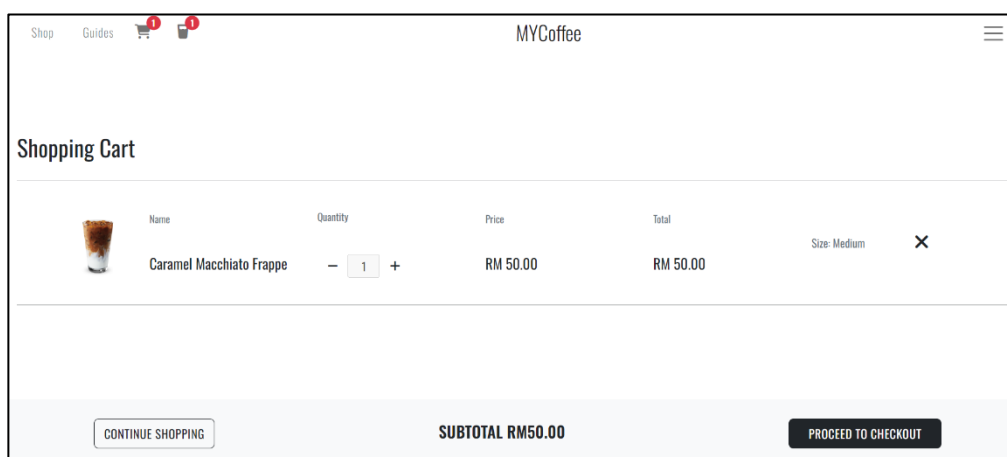 Shop Guides 1 1 MYCoffee
Shopping Cart
Name Quantity Price Total
Size: Medium
Caramel Macchiato Frappe − 1 + RM 50.00 RM 50.00
CONTINUE SHOPPING SUBTOTAL RM50.00 PROCEED TO CHECKOUT